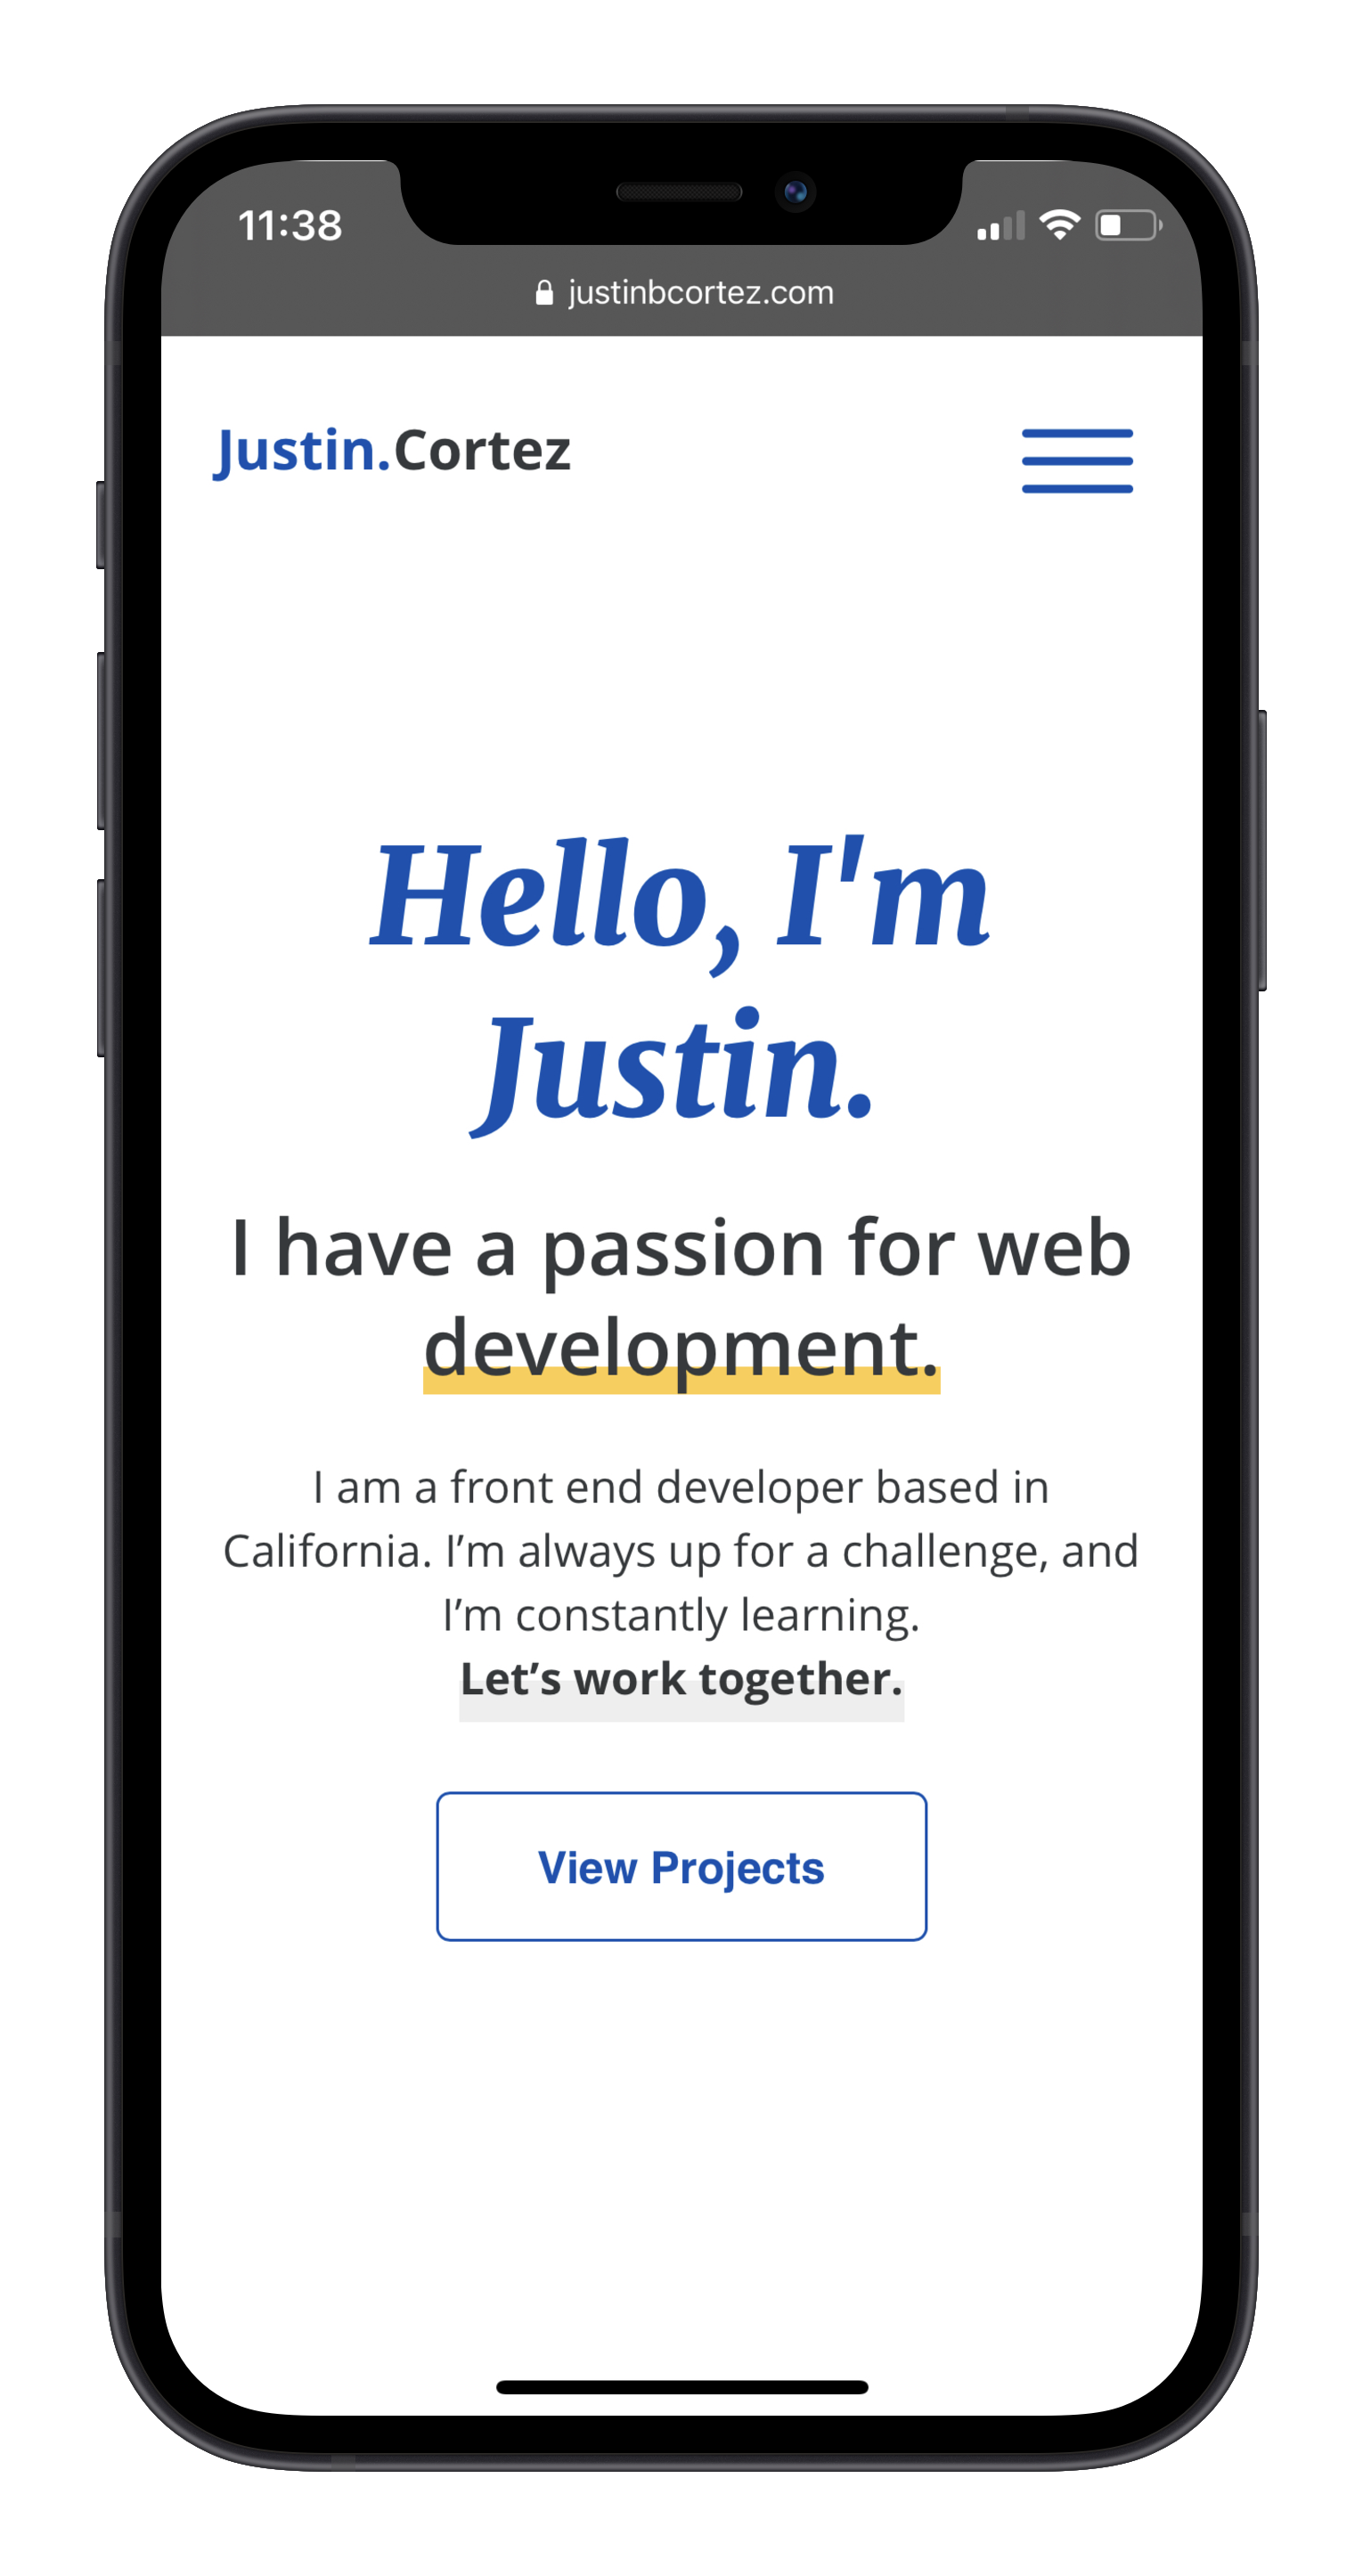 11:38
justinbcortez.com
Justin.Cortez
Hello, I'm
Justin.
I have a passion for web
development.
I am a front end developer based in
California. I’m always up for a challenge, and
I’m constantly learning.
Let’s work together.
View Projects